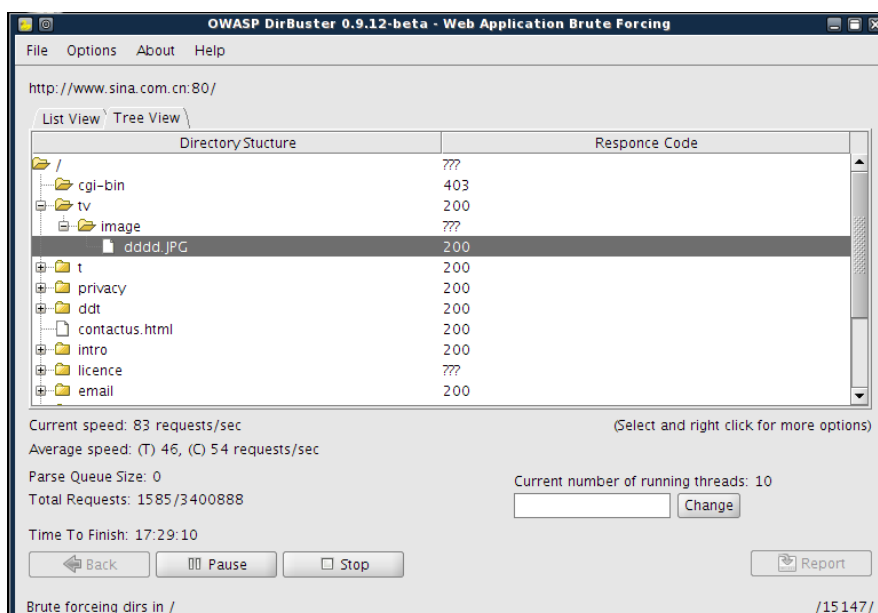 OWASP DirBuster 0.9.12-beta - Web Application Brute Forcing
File Options About Help
http://www.sina.com.cn:80/
List View Tree View
Directory Stucture Responce Code
/ ???
cgi-bin 403
tv 200
image ???
dddd.JPG 200
t 200
privacy 200
ddt 200
contactus.html 200
intro 200
licence ???
email 200
Current speed: 83 requests/sec (Select and right click for more options)
Average speed: (T) 46, (C) 54 requests/sec
Parse Queue Size: 0 Current number of running threads: 10
Total Requests: 1585/3400888 Change
Time To Finish: 17:29:10
Back Pause Stop Report
Brute forceing dirs in / /15147/